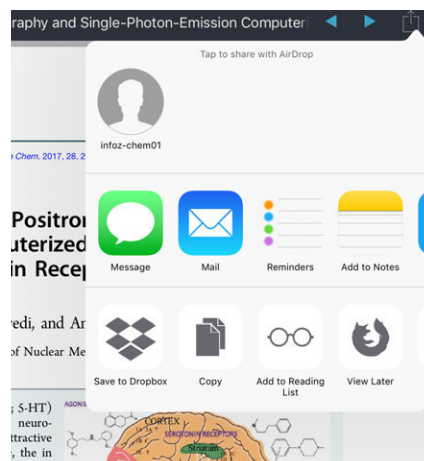 raphy and Single-Photon-Emission Computeri
Tap to share with AirDrop
infoz-chem01
e Chem. 2017, 28, 2
Positron
uterized
in Recep
Message
Mail
Reminders
Add to Notes
vedi, and Ar
of Nuclear Me
Save to Dropbox
Copy
Add to Reading
List
View Later
; 5-HT)
neuro-
ttractive
, the in
AGONIS
CORTEX
SEROTONIN RECEPTORS
Striatum